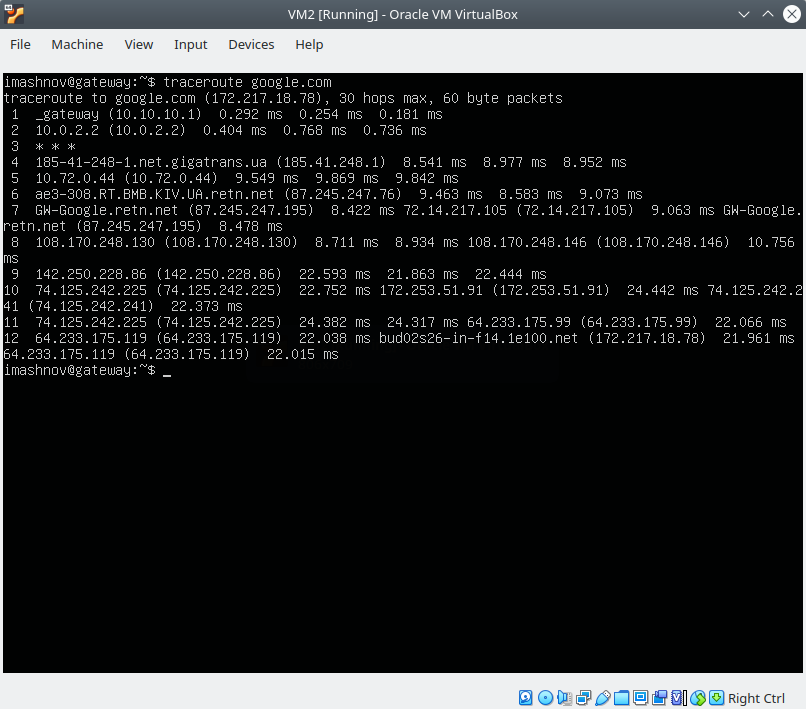 VM2 [Running] - Oracle VM VirtualBox
File Machine View Input Devices Help
imashnov@gateway:~$ traceroute google.com
traceroute to google.com (172.217.18.78), 30 hops max, 60 byte packets
 1  _gateway (10.10.10.1)  0.292 ms  0.254 ms  0.181 ms
 2  10.0.2.2 (10.0.2.2)  0.404 ms  0.768 ms  0.736 ms
 3  * * *
 4  185-41-248-1.net.gigatrans.ua (185.41.248.1)  8.541 ms  8.977 ms  8.952 ms
 5  10.72.0.44 (10.72.0.44)  9.549 ms  9.869 ms  9.842 ms
 6  ae3-308.RT.BMB.KIV.UA.retn.net (87.245.247.76)  9.463 ms  8.583 ms  9.073 ms
 7  GW-Google.retn.net (87.245.247.195)  8.422 ms 72.14.217.105 (72.14.217.105)  9.063 ms GW-Google.
retn.net (87.245.247.195)  8.478 ms
 8  108.170.248.130 (108.170.248.130)  8.711 ms  8.934 ms 108.170.248.146 (108.170.248.146)  10.756
ms
 9  142.250.228.86 (142.250.228.86)  22.593 ms  21.863 ms  22.444 ms
10  74.125.242.225 (74.125.242.225)  22.752 ms 172.253.51.91 (172.253.51.91)  24.442 ms 74.125.242.2
41 (74.125.242.241)  22.373 ms
11  74.125.242.225 (74.125.242.225)  24.382 ms  24.317 ms 64.233.175.99 (64.233.175.99)  22.066 ms
12  64.233.175.119 (64.233.175.119)  22.038 ms bud02s26-in-f14.1e100.net (172.217.18.78)  21.961 ms
64.233.175.119 (64.233.175.119)  22.015 ms
imashnov@gateway:~$ _
Right Ctrl